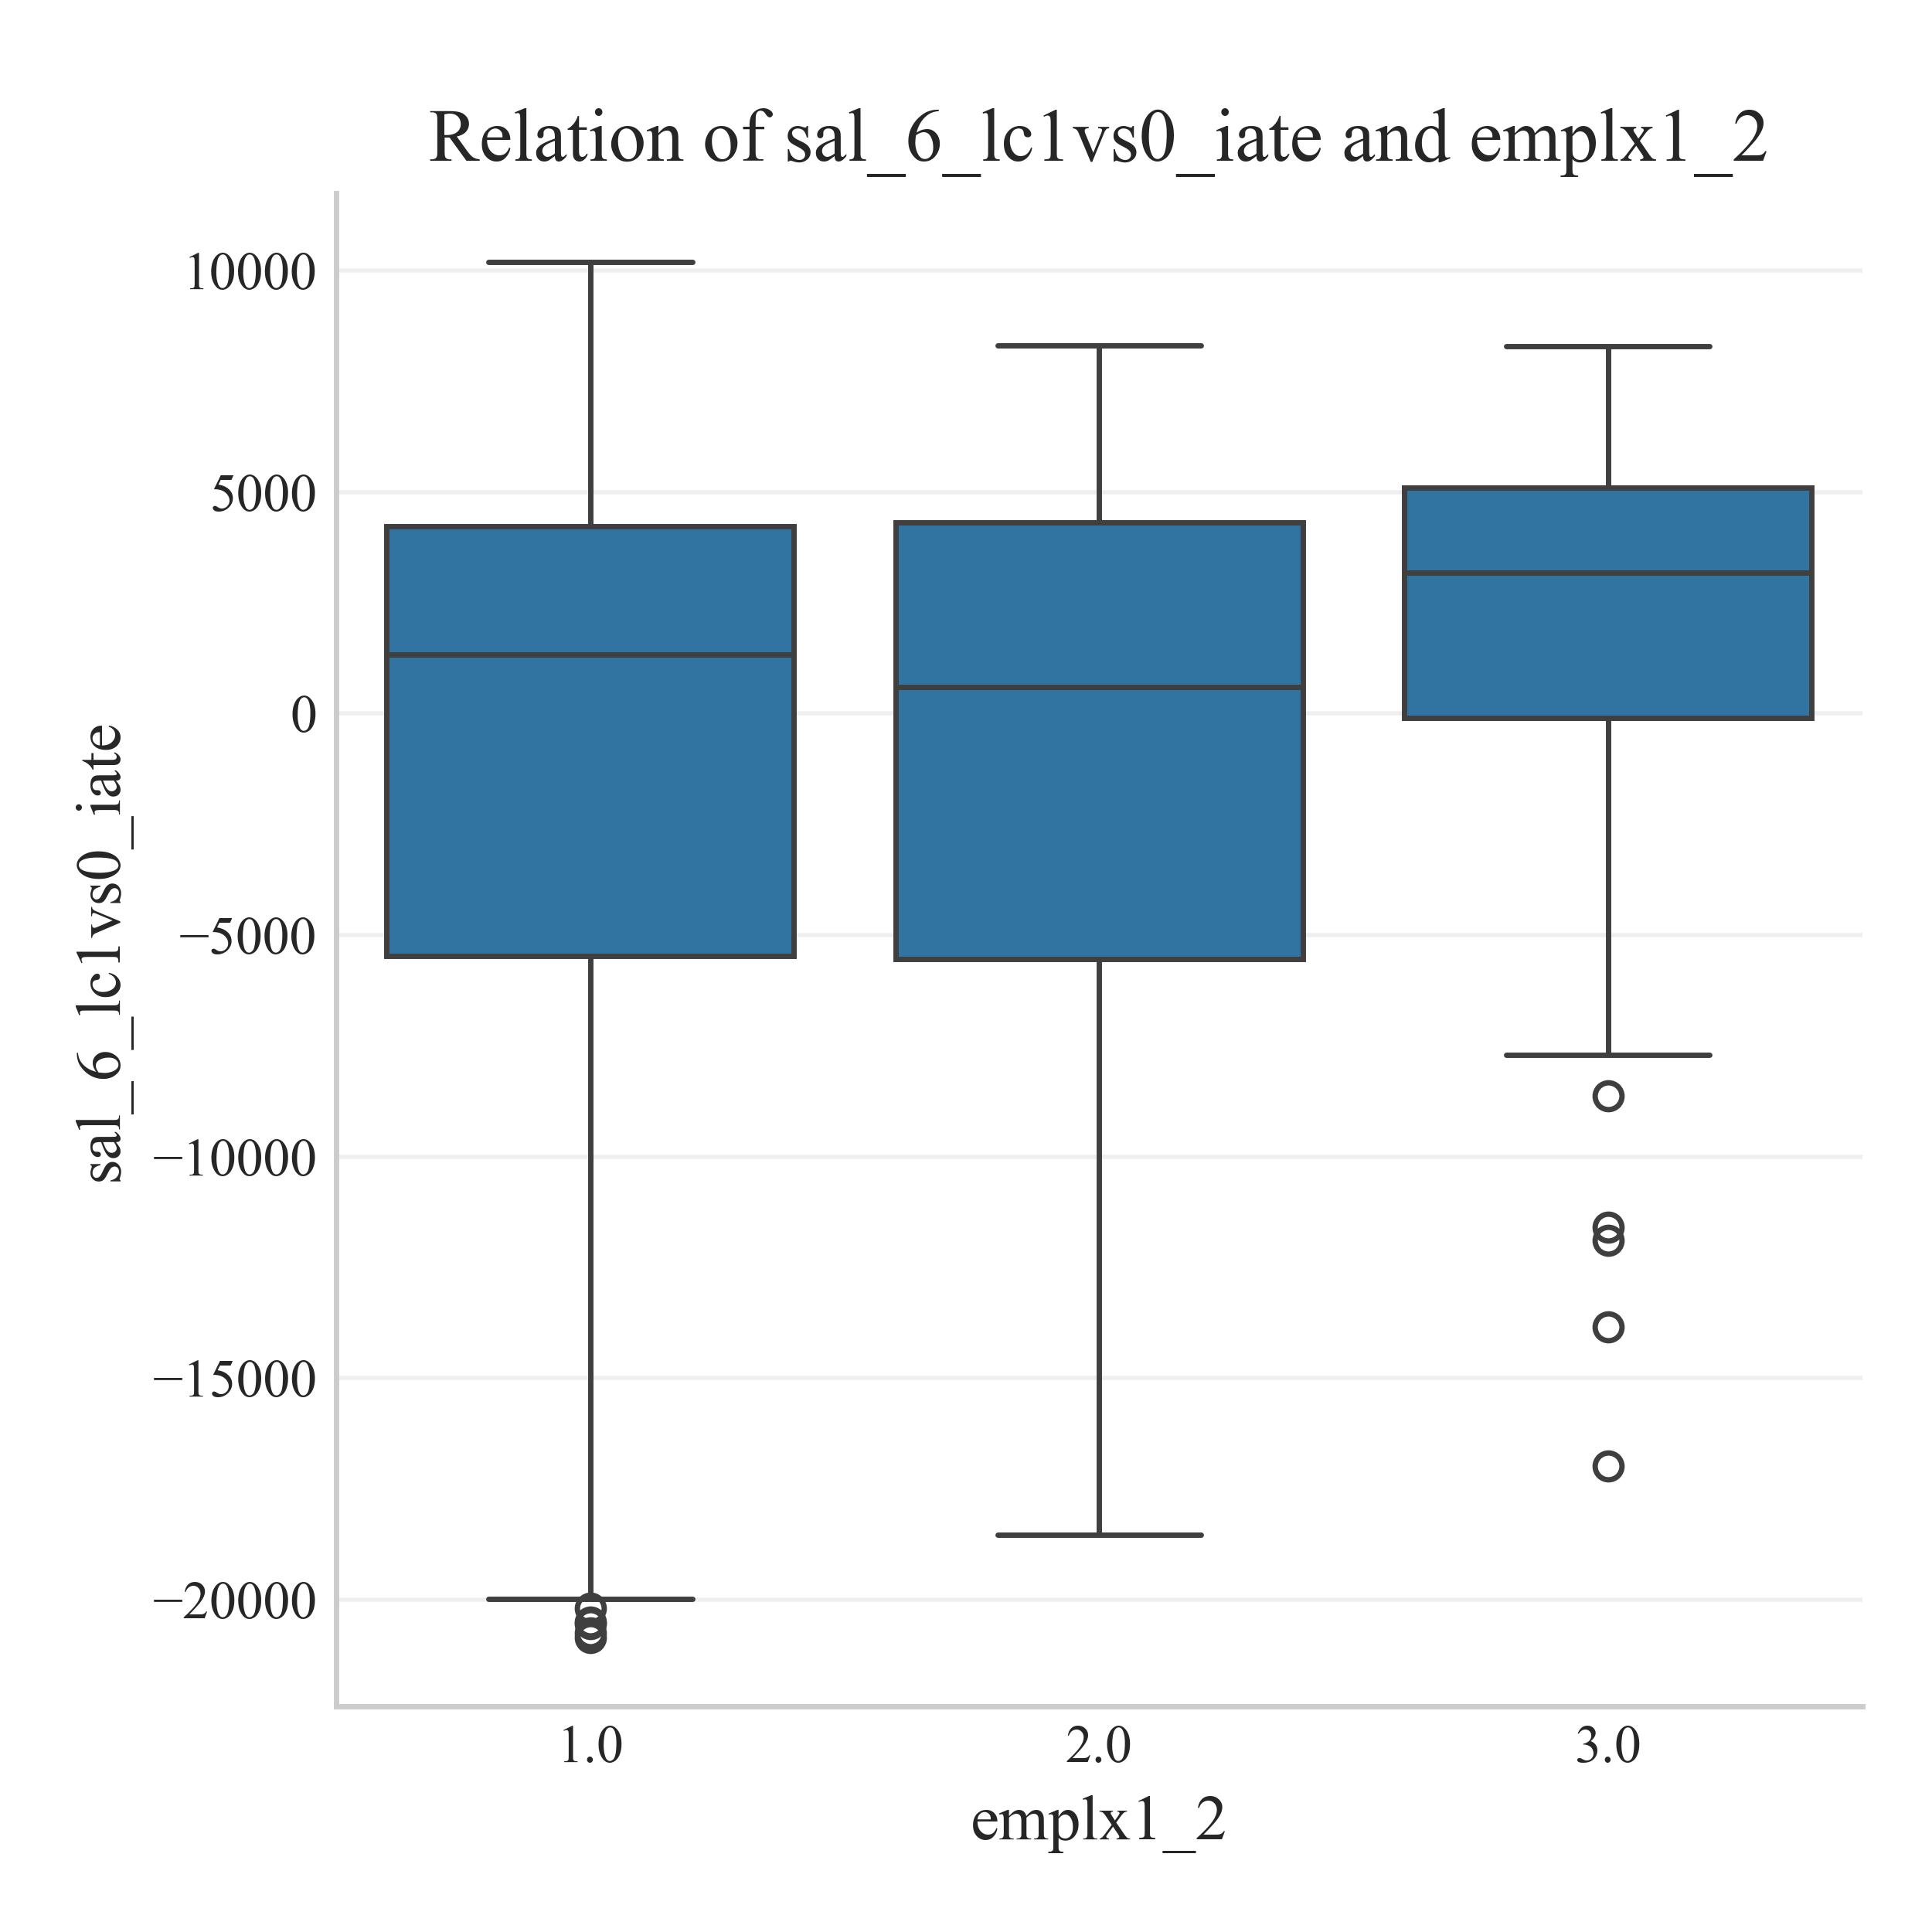 Relation of sal_6_lc1vs0_iate and emplx1_2
10000
5000
0
−5000
−10000
−15000
−20000
sal_6_lc1vs0_iate
1.0 2.0 3.0
emplx1_2